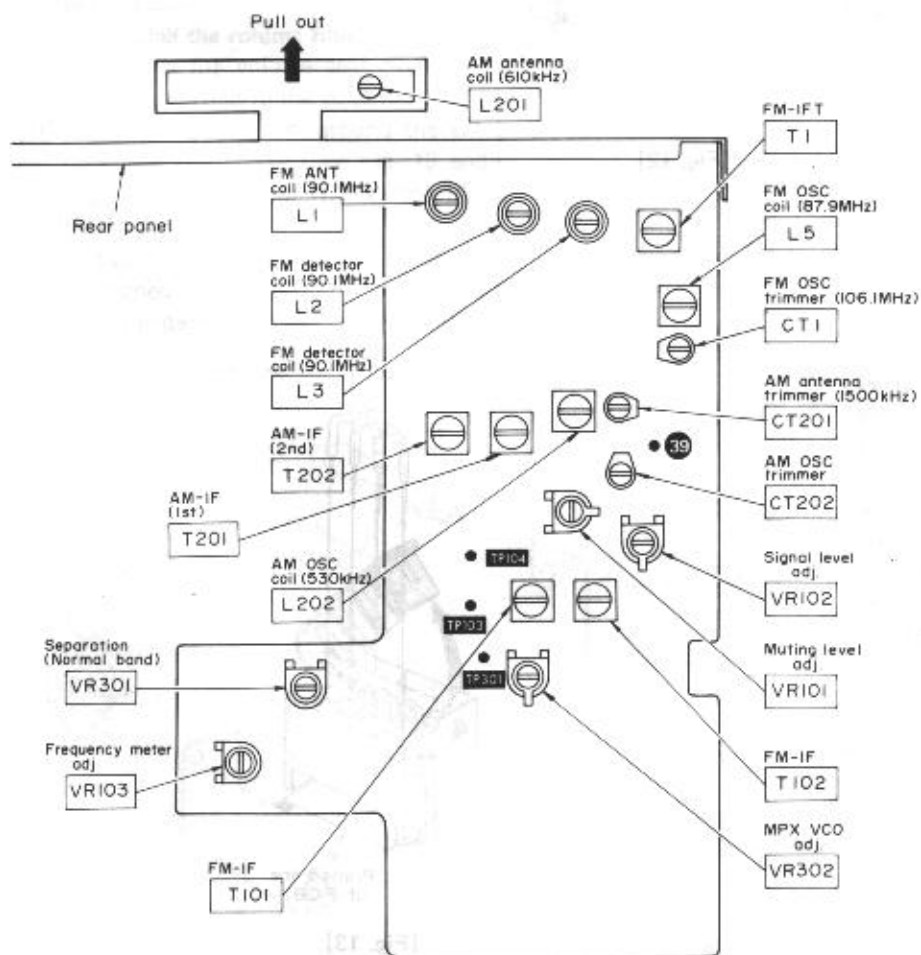 Pull out
AM antenna
coil (610kHz)
L201
FM-IFT
T1
FM ANT
coil (90.1MHz)
L1
Rear panel
FM OSC
coil (87.9MHz)
L5
FM detector
coil (90.1MHz)
L2
FM OSC
trimmer (106.1MHz)
CT1
FM detector
coil (90.1MHz)
L3
AM antenna
trimmer (1500kHz)
CT201
39
AM-IF
(2nd)
T202
AM OSC
trimmer
CT202
AM-IF
(1st)
T201
TP104
Signal level
adj.
VR102
AM OSC
coil (530kHz)
L202
TP103
Separation
(Normal band)
VR301
TP301
Muting level
adj.
VR101
Frequency meter
adj
VR103
FM-IF
T102
MPX VCO
adj.
VR302
FM-IF
T101